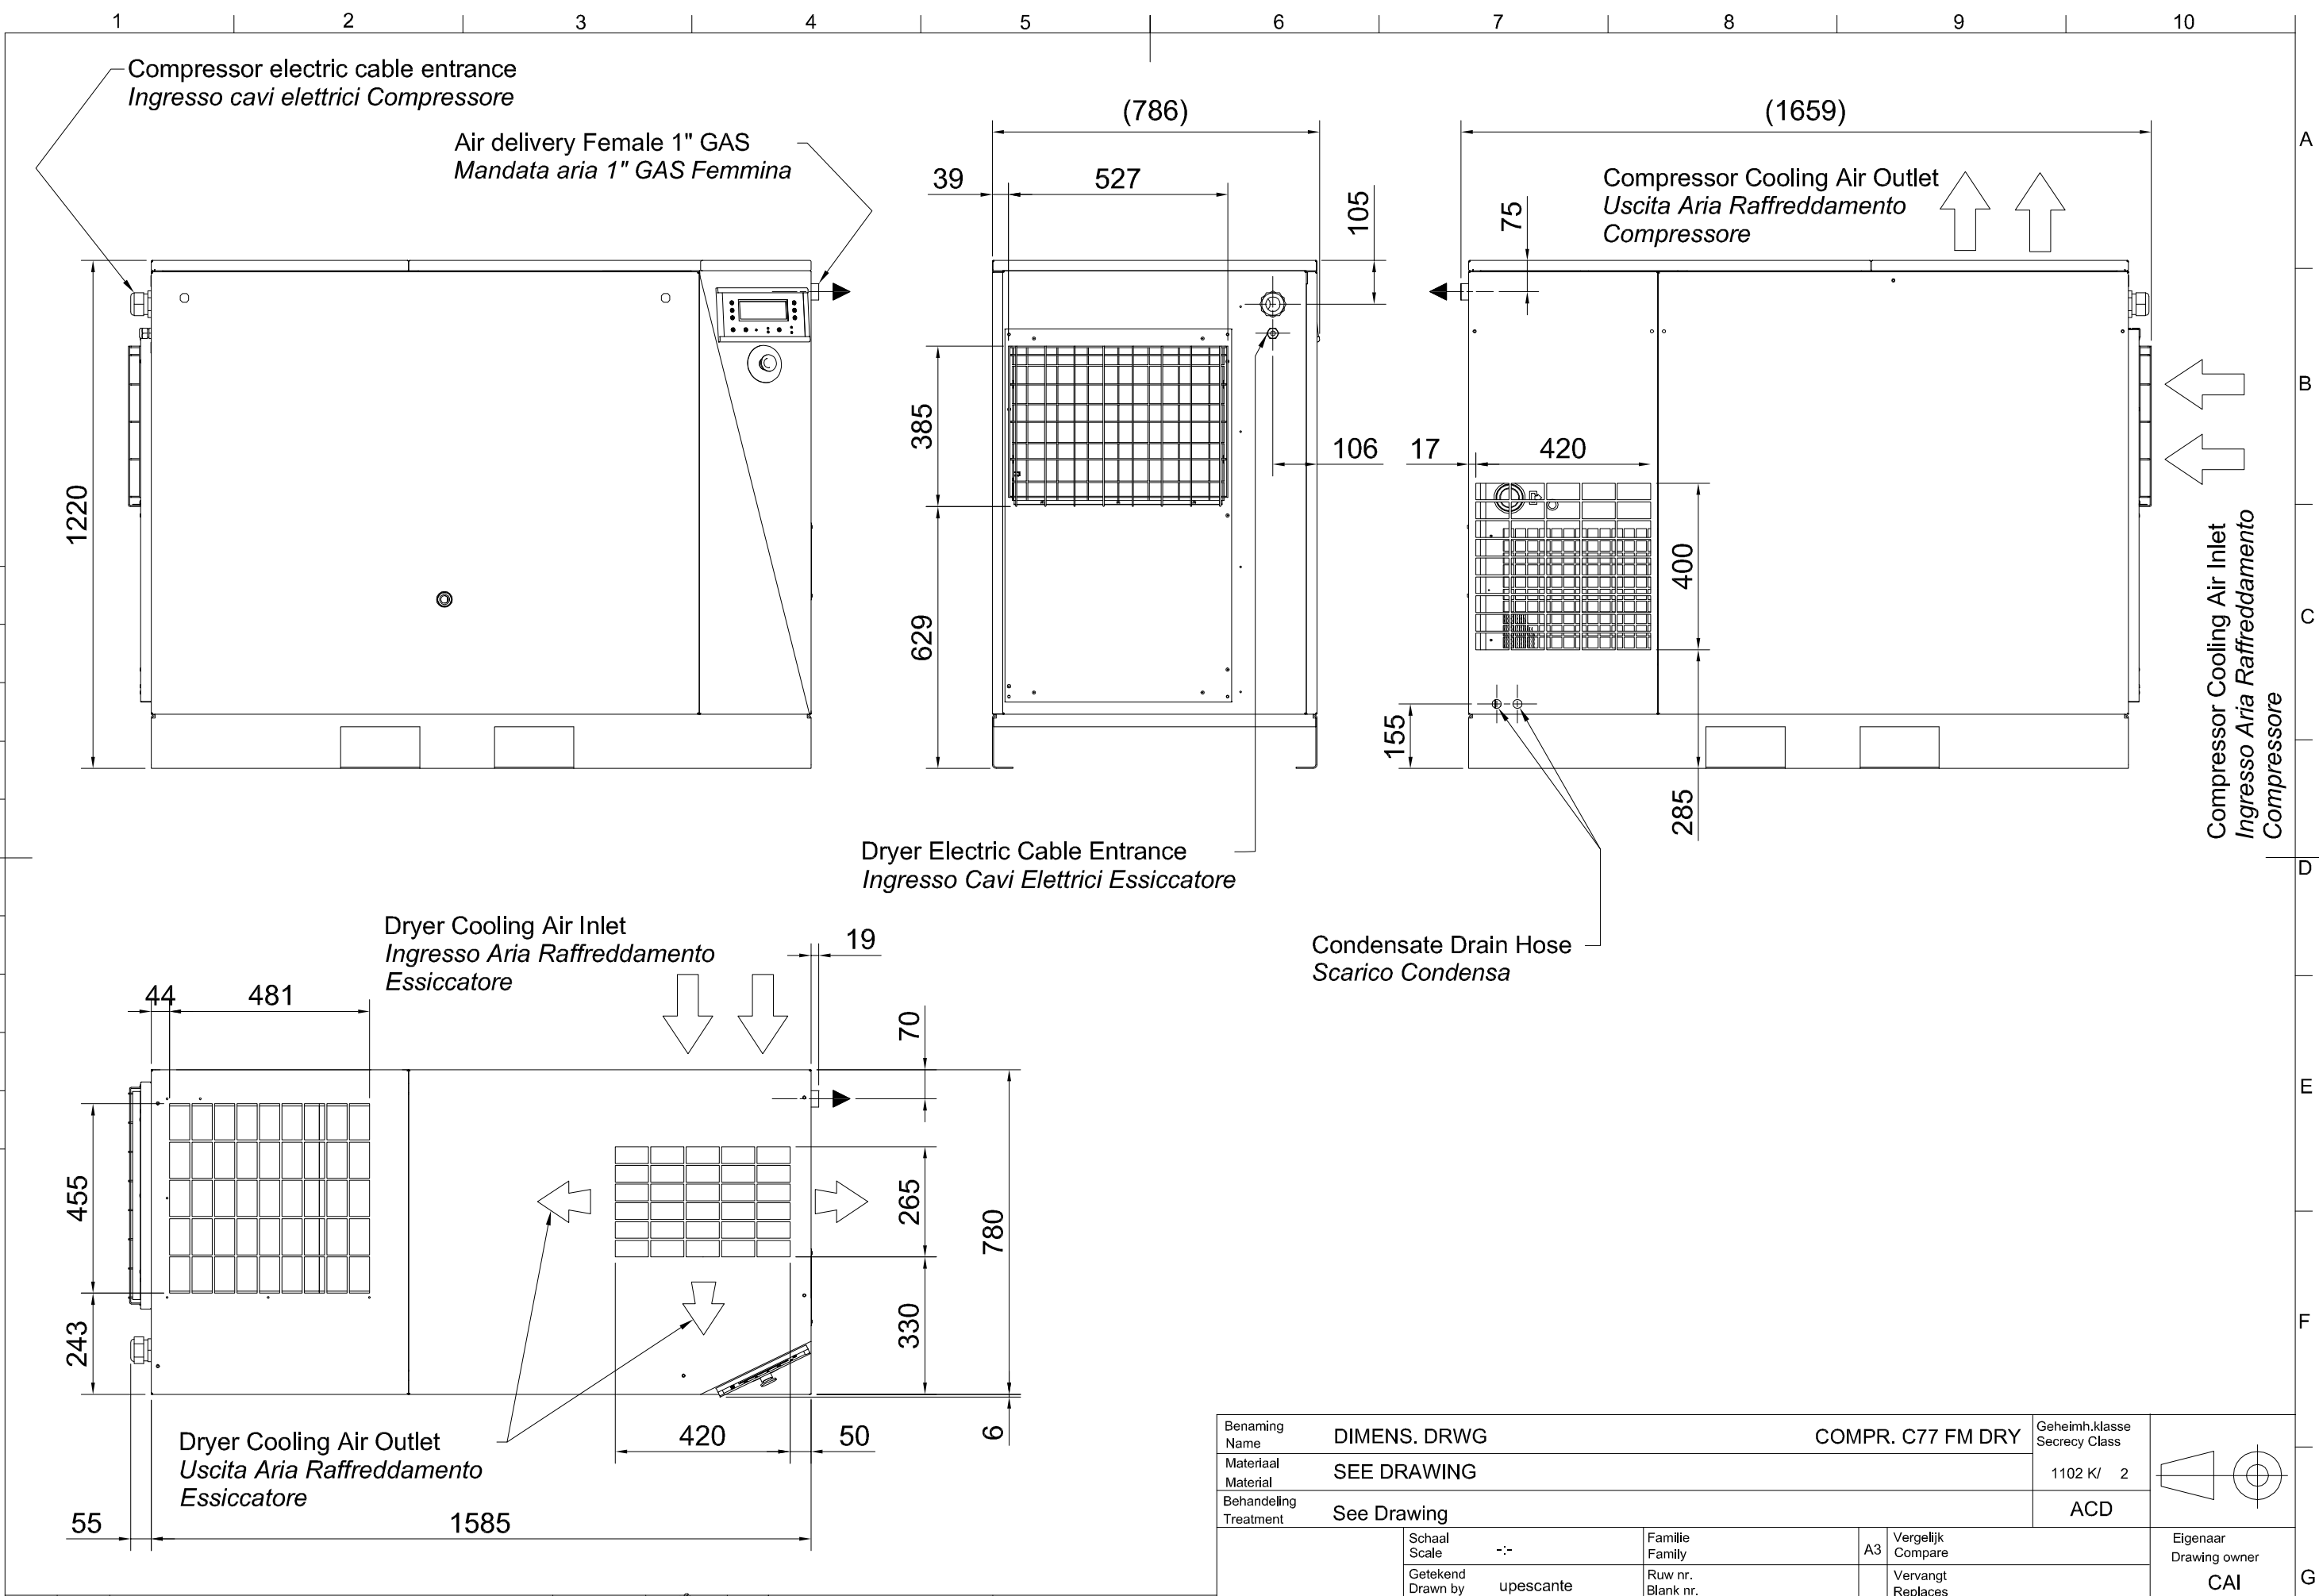 1 2 3 4 5 6 7 8 9 10
Compressor electric cable entrance
Ingresso cavi elettrici Compressore
Air delivery Female 1" GAS
Mandata aria 1" GAS Femmina
1220
(786)
39
527
105
385
629
106
Dryer Electric Cable Entrance
Ingresso Cavi Elettrici Essiccatore
(1659)
75
Compressor Cooling Air Outlet
Uscita Aria Raffreddamento
Compressore
17
420
400
155
285
Condensate Drain Hose
Scarico Condensa
Compressor Cooling Air Inlet
Ingresso Aria Raffreddamento
Compressore
A
B
C
D
E
F
G
Dryer Cooling Air Inlet
Ingresso Aria Raffreddamento
Essiccatore
19
44
481
70
455
243
265
780
330
6
420
50
Dryer Cooling Air Outlet
Uscita Aria Raffreddamento
Essiccatore
55
1585
Benaming
Name
DIMENS. DRWG
COMPR. C77 FM DRY
Geheimh.klasse
Secrecy Class
1102 K/ 2
Materiaal
Material
SEE DRAWING
Behandeling
Treatment
See Drawing
ACD
Schaal
Scale
-:-
Familie
Family
A3
Vergelijk
Compare
Eigenaar
Drawing owner
CAI
Getekend
Drawn by
upescante
Ruw nr.
Blank nr.
Vervangt
Replaces